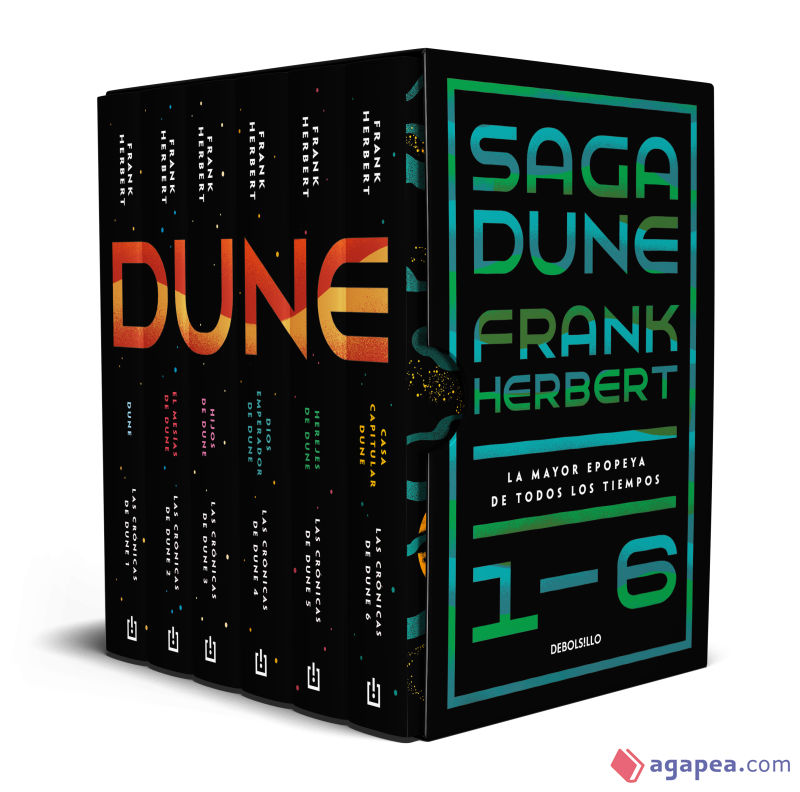 FRANK
HERBERT
FRANK
HERBERT
FRANK
HERBERT
FRANK
HERBERT
FRANK
HERBERT
FRANK
HERBERT
DUNE
DUNE
EL MESÍAS
DE DUNE
HIJOS
DE DUNE
DIOS
EMPERADOR
DE DUNE
HEREJES
DE DUNE
CASA
CAPITULAR
DUNE
LAS CRÓNICAS
DE DUNE 1
LAS CRÓNICAS
DE DUNE 2
LAS CRÓNICAS
DE DUNE 3
LAS CRÓNICAS
DE DUNE 4
LAS CRÓNICAS
DE DUNE 5
LAS CRÓNICAS
DE DUNE 6
SAGA
DUNE
FRANK
HERBERT
LA MAYOR EPOPEYA
DE TODOS LOS TIEMPOS
1–6
DEBOLS!LLO
agapea.com